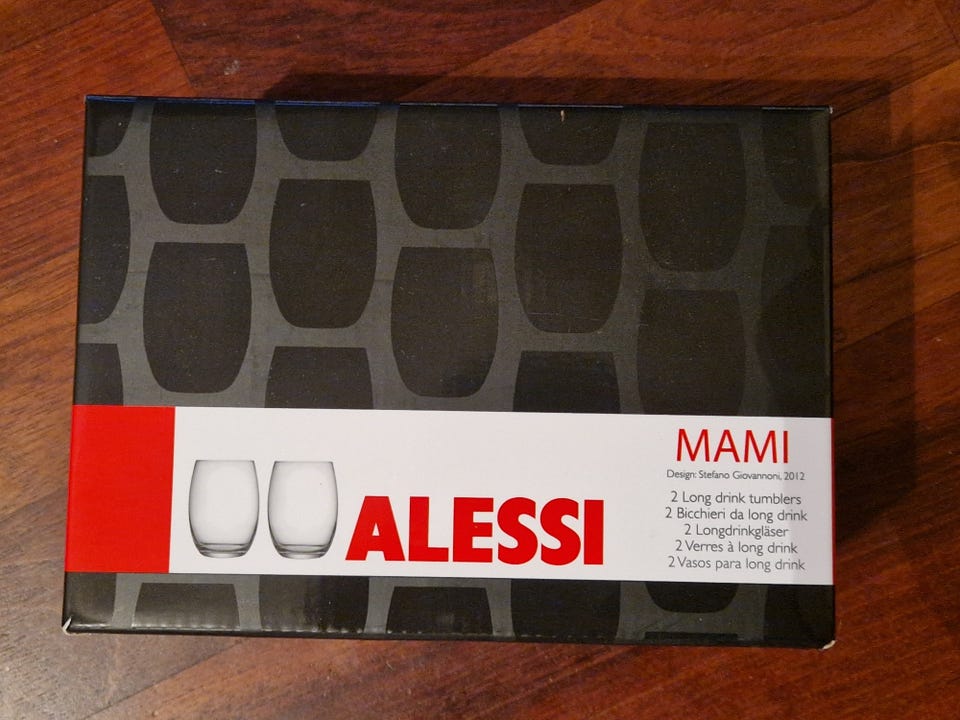 ALESSI
MAMI
Design: Stefano Giovannoni, 2012
2 Long drink tumblers
2 Bicchieri da long drink
2 Longdrinkgläser
2 Verres à long drink
2 Vasos para long drink